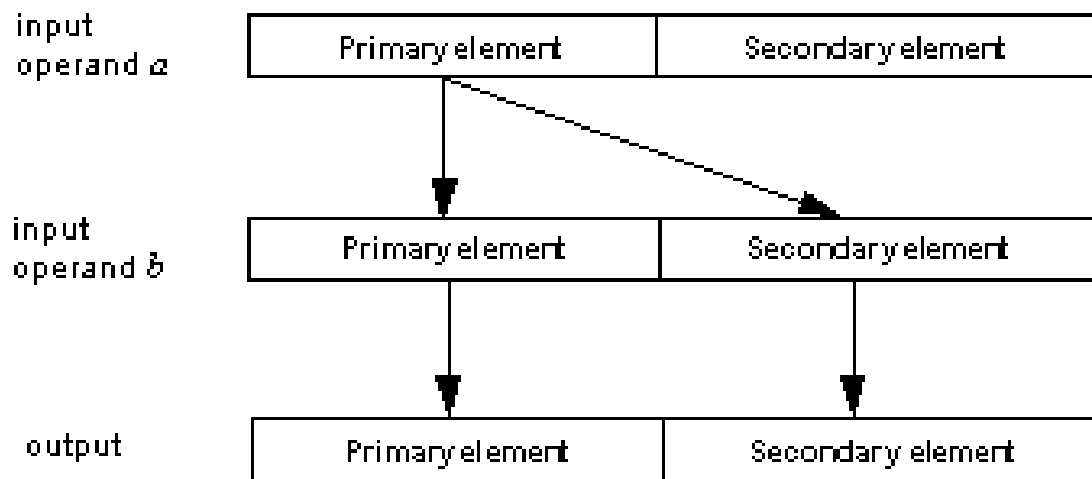 input
operand a
Primary element
Secondary element
input
operand b
Primary element
Secondary element
output
Primary element
Secondary element